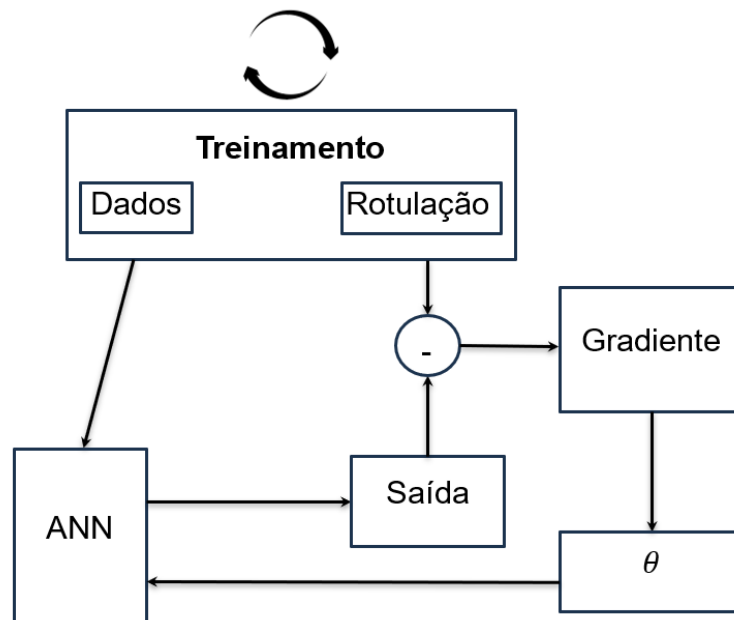 Treinamento
Dados
Rotulação
-
Gradiente
Saída
ANN
θ